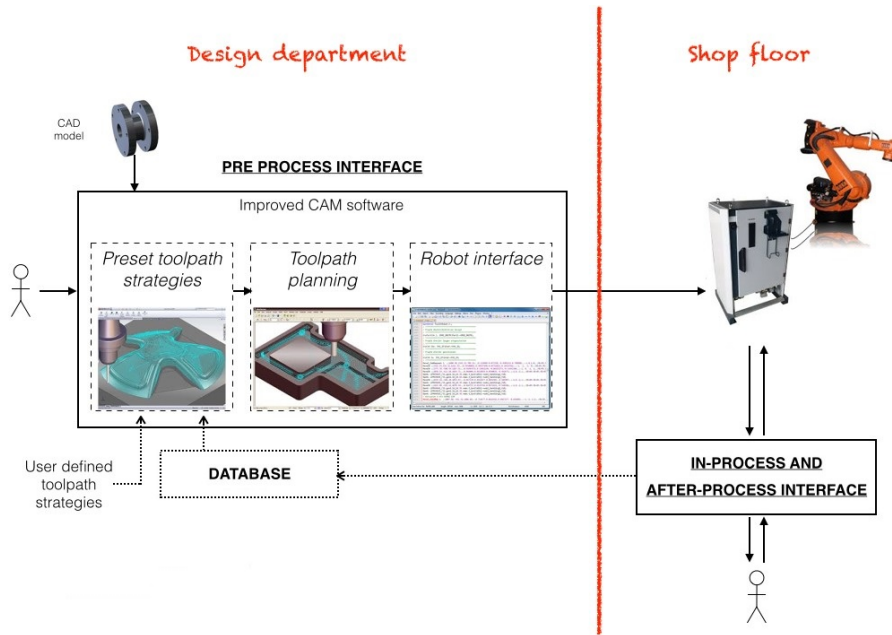 Design department
Shop floor
CAD
model
PRE PROCESS INTERFACE
Improved CAM software
Preset toolpath
strategies
Toolpath
planning
Robot interface
User defined
toolpath
strategies
DATABASE
IN-PROCESS AND
AFTER-PROCESS INTERFACE